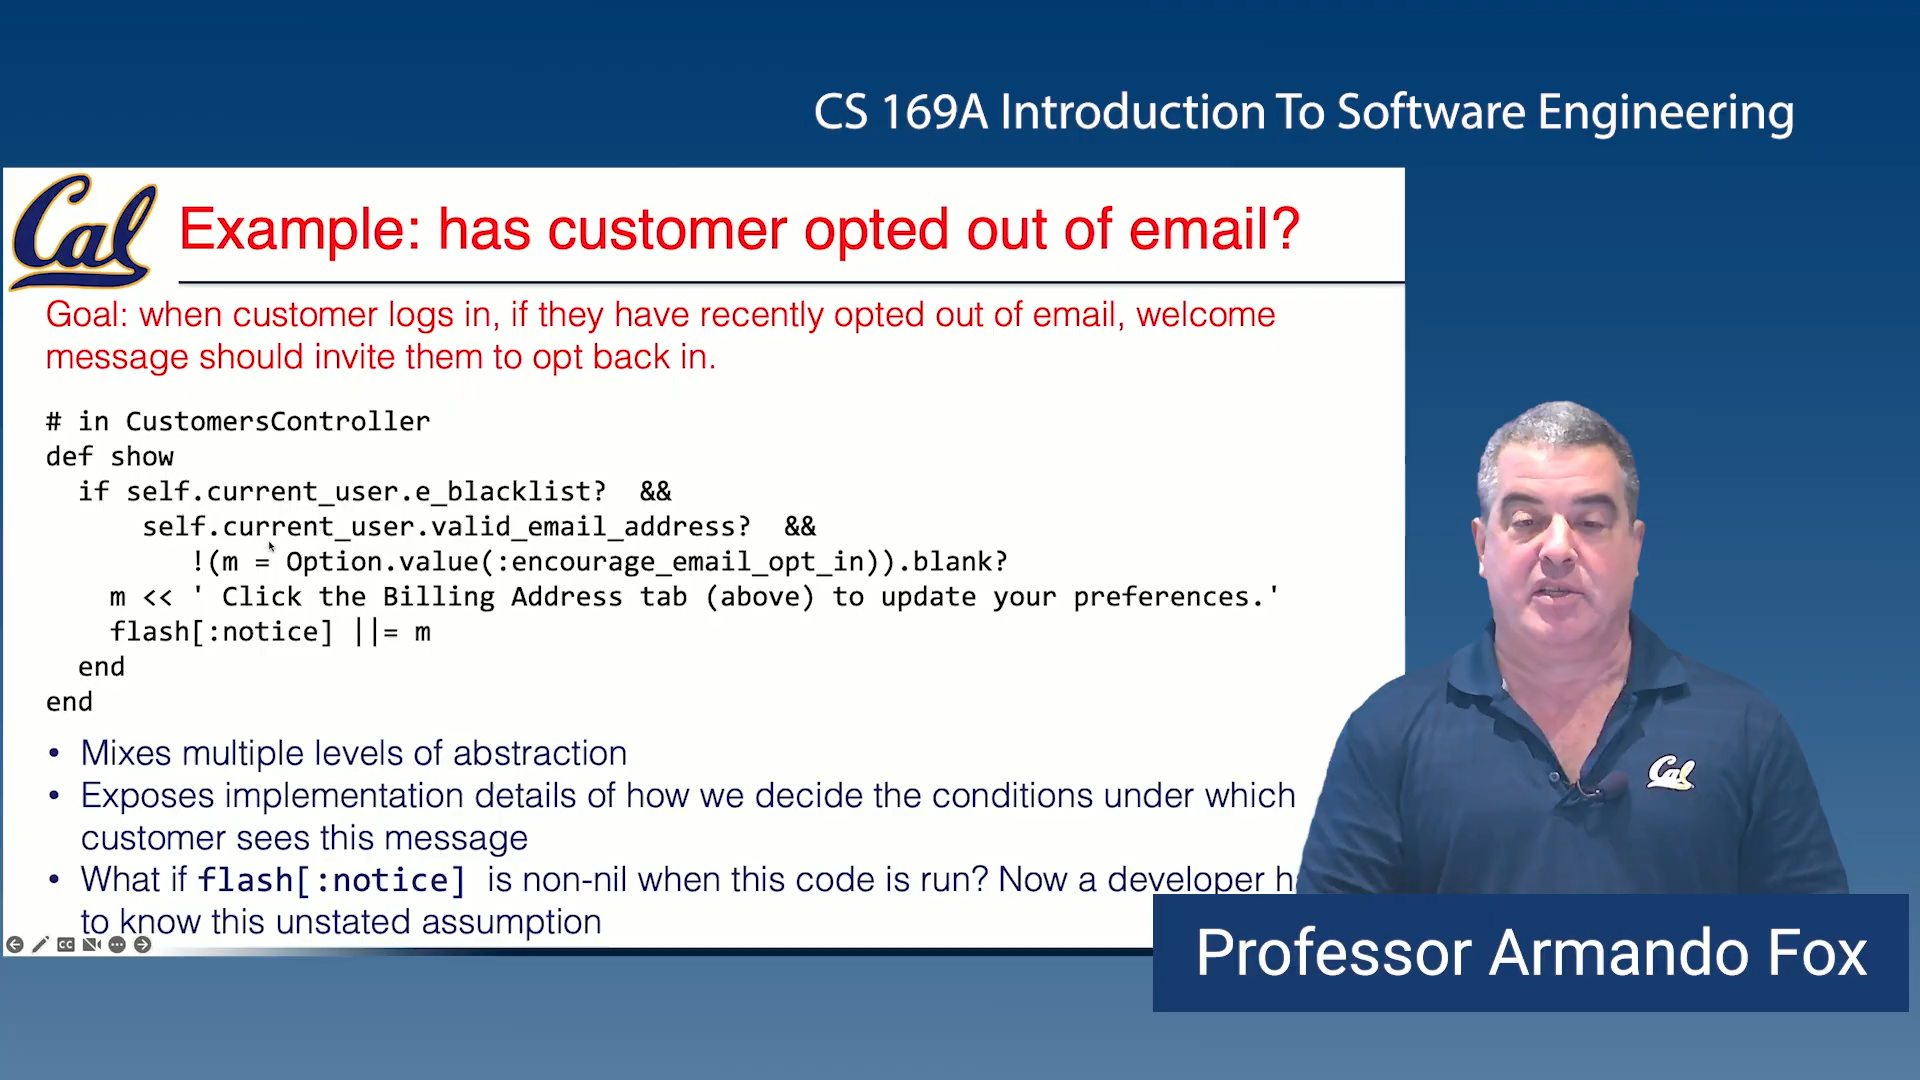 CS 169A Introduction To Software Engineering
Cal
Example: has customer opted out of email?
Goal: when customer logs in, if they have recently opted out of email, welcome
message should invite them to opt back in.
# in CustomersController
def show
  if self.current_user.e_blacklist?  &&
      self.current_user.valid_email_address?  &&
         !(m = Option.value(:encourage_email_opt_in)).blank?
    m << ' Click the Billing Address tab (above) to update your preferences.'
    flash[:notice] ||= m
  end
end
• Mixes multiple levels of abstraction
• Exposes implementation details of how we decide the conditions under which
customer sees this message
• What if flash[:notice] is non-nil when this code is run? Now a developer
to know this unstated assumption
CC
Cal
Professor Armando Fox